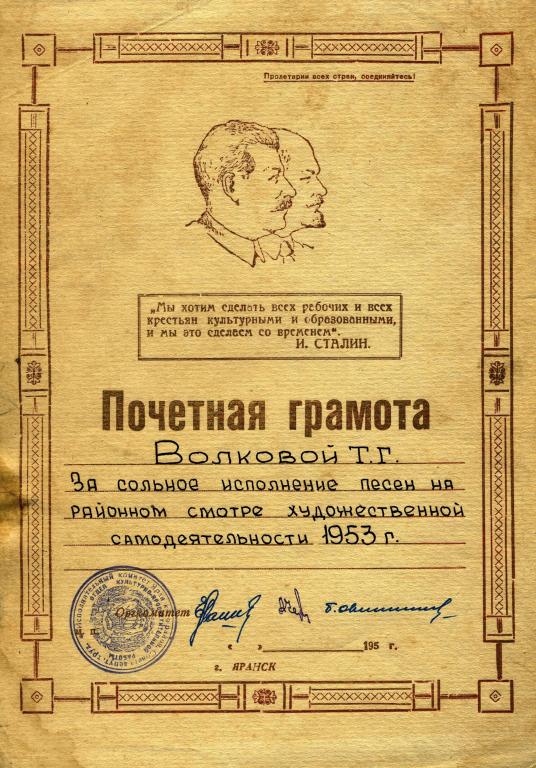 Пролетарии всех стран, соединяйтесь!
„Мы хотим сделать всех рабочих и всех
крестьян культурными и образованными,
и мы это сделаем со временем“.
И. СТАЛИН.
Почетная грамота
Волковой Т.Г.
За сольное исполнение песен на
районном смотре художественной
самодеятельности 1953 г.
Оргкомитет
« » 195 г.
г. ЯРАНСК